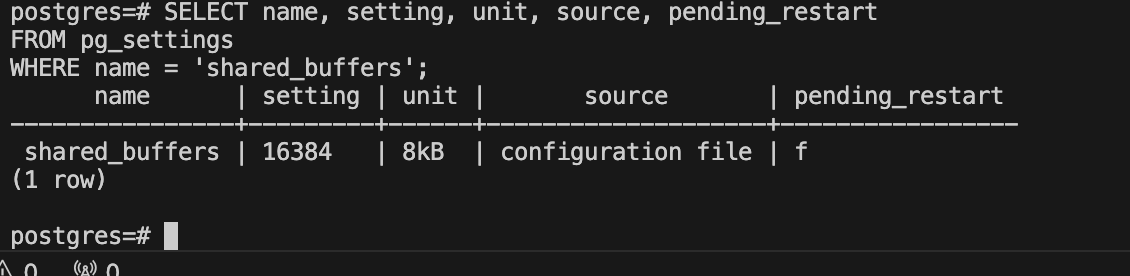 postgres=# SELECT name, setting, unit, source, pending_restart
FROM pg_settings
WHERE name = 'shared_buffers';
      name      | setting | unit |       source       | pending_restart
----------------+---------+------+--------------------+-----------------
 shared_buffers | 16384   | 8kB  | configuration file | f
(1 row)
postgres=#
0 0